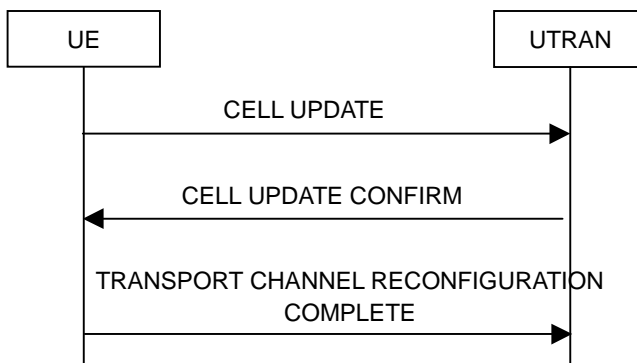 UE
UTRAN
CELL UPDATE
CELL UPDATE CONFIRM
TRANSPORT CHANNEL RECONFIGURATION
COMPLETE